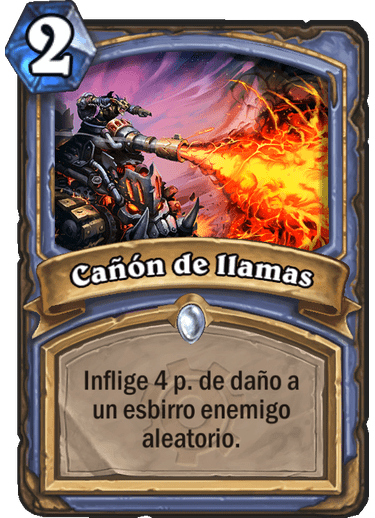 2
Cañón de llamas
Inflige 4 p. de daño a
un esbirro enemigo
aleatorio.